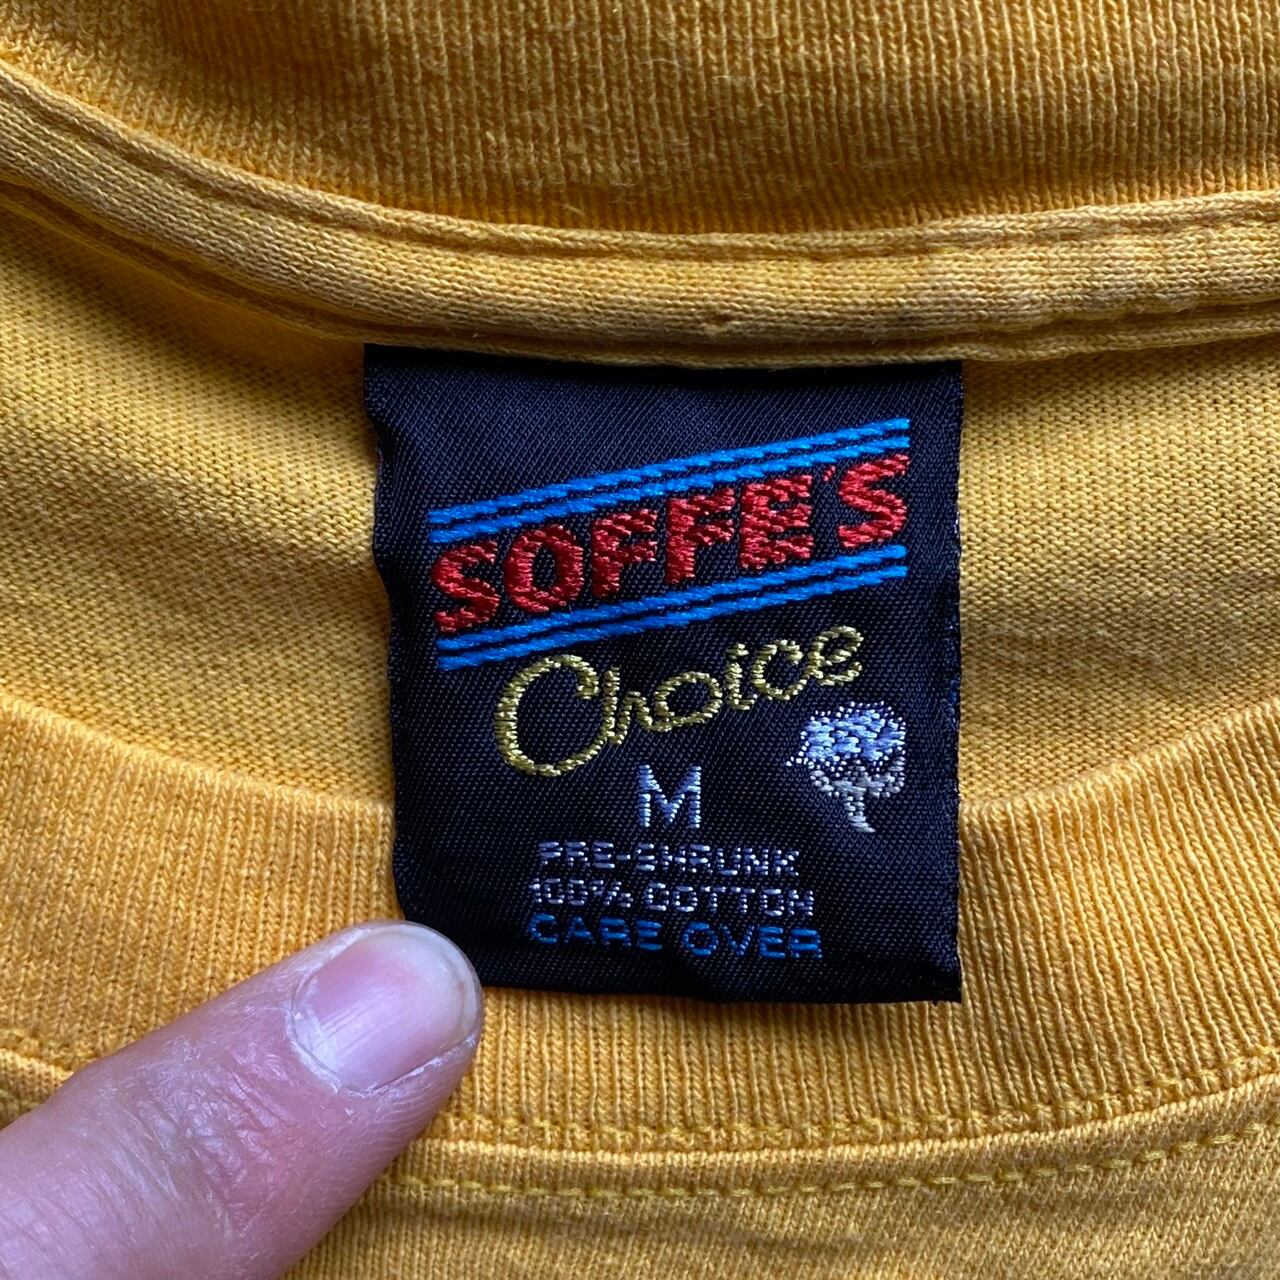 SOFFE'S
Choice
M
PRE-SHRUNK
100% COTTON
CARE OVER